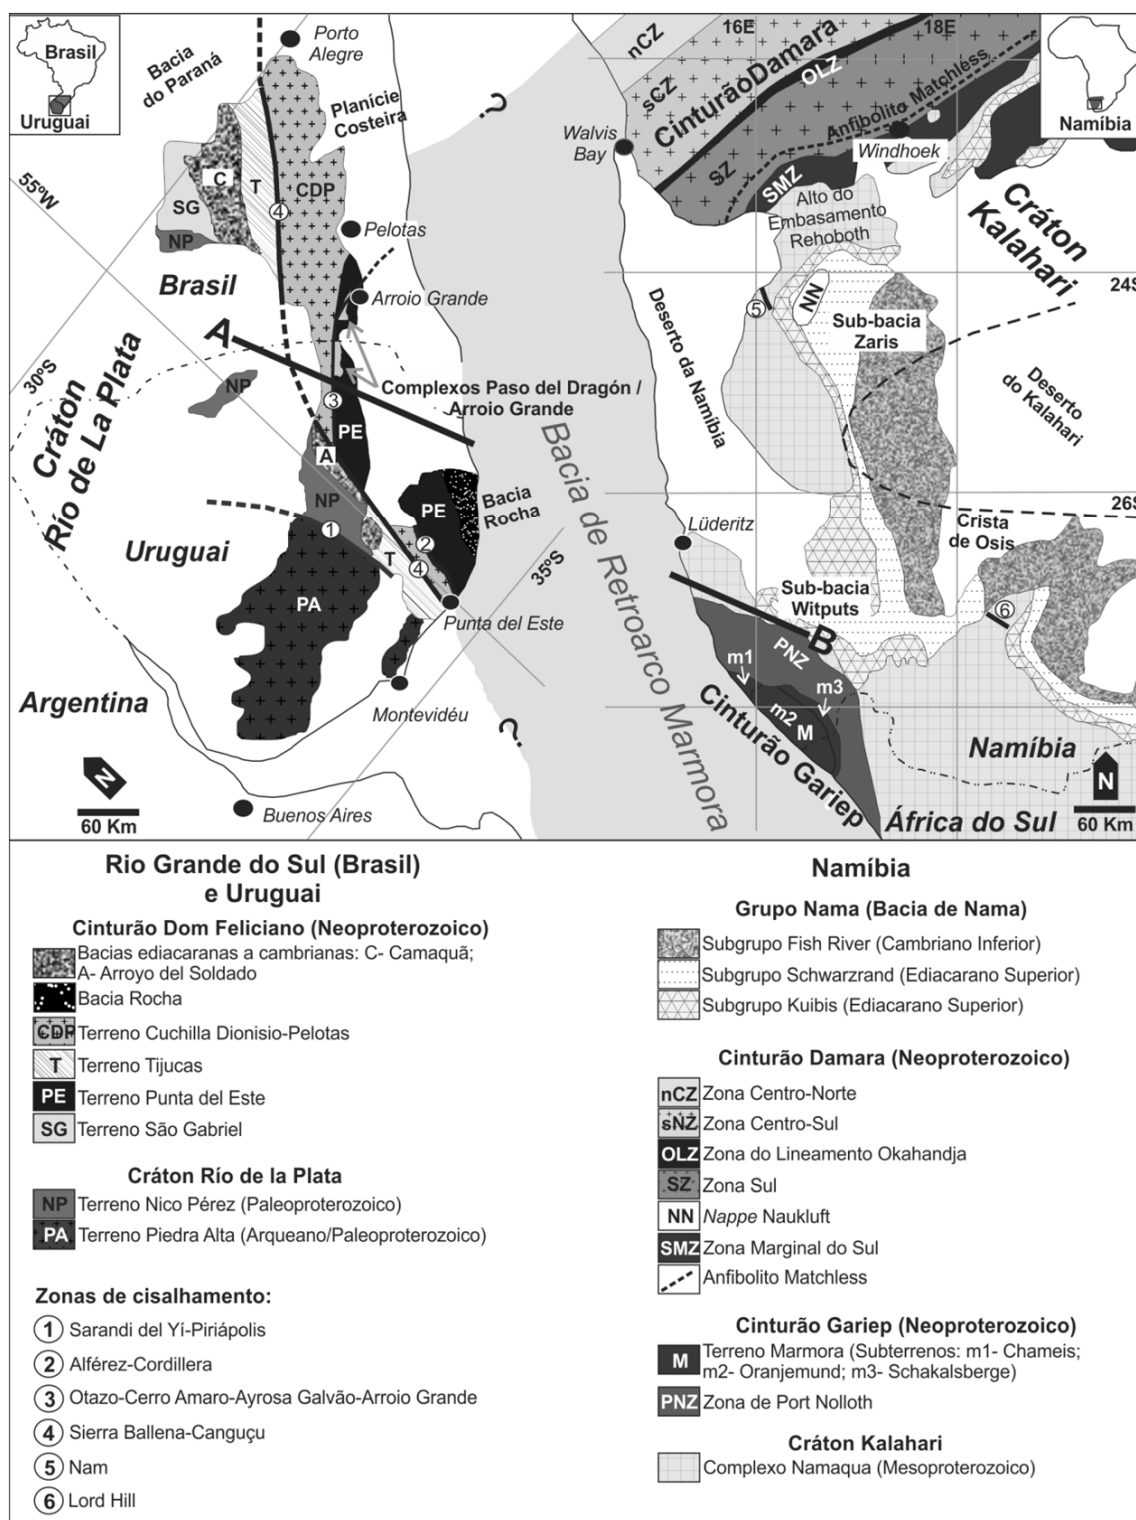 Brasil
Uruguai
Bacia
do Paraná
Porto
Alegre
Planície
Costeira
55ºW
C
T
SG
NP
4
CDP
Pelotas
Brasil
Arroio Grande
A
30ºS
NP
Cráton
Río de La Plata
Complexos Paso del Dragón /
Arroio Grande
3
PE
A
NP
1
Uruguai
PE
Bacia
Rocha
2
4
T
35ºS
PA
Punta del Este
Argentina
Montevidéu
N
60 Km
Buenos Aires
?
?
Bacia de Retroarco Marmora
nCZ
sCZ
16E
18E
Cinturão Damara
OLZ
Anfibolito Matchless
Walvis
Bay
SZ
SMZ
Windhoek
Namíbia
Alto do
Embasamento
Rehoboth
Cráton
Kalahari
24S
5
NN
Sub-bacia
Zaris
Deserto da Namíbia
Deserto
do Kalahari
26S
Lüderitz
Crista
de Osis
Sub-bacia
Witputs
6
B
PNZ
m1
m3
m2
M
Cinturão Gariep
Namíbia
África do Sul
N
60 Km
Rio Grande do Sul (Brasil)
e Uruguai
Cinturão Dom Feliciano (Neoproterozoico)
Bacias ediacaranas a cambrianas: C- Camaquã;
A- Arroyo del Soldado
Bacia Rocha
CDP Terreno Cuchilla Dionisio-Pelotas
T Terreno Tijucas
PE Terreno Punta del Este
SG Terreno São Gabriel
Cráton Río de la Plata
NP Terreno Nico Pérez (Paleoproterozoico)
PA Terreno Piedra Alta (Arqueano/Paleoproterozoico)
Zonas de cisalhamento:
1 Sarandi del Yí-Piriápolis
2 Alférez-Cordillera
3 Otazo-Cerro Amaro-Ayrosa Galvão-Arroio Grande
4 Sierra Ballena-Canguçu
5 Nam
6 Lord Hill
Namíbia
Grupo Nama (Bacia de Nama)
Subgrupo Fish River (Cambriano Inferior)
Subgrupo Schwarzrand (Ediacarano Superior)
Subgrupo Kuibis (Ediacarano Superior)
Cinturão Damara (Neoproterozoico)
nCZ Zona Centro-Norte
sNZ Zona Centro-Sul
OLZ Zona do Lineamento Okahandja
SZ Zona Sul
NN Nappe Naukluft
SMZ Zona Marginal do Sul
Anfibolito Matchless
Cinturão Gariep (Neoproterozoico)
M Terreno Marmora (Subterrenos: m1- Chameis;
m2- Oranjemund; m3- Schakalsberge)
PNZ Zona de Port Nolloth
Cráton Kalahari
Complexo Namaqua (Mesoproterozoico)